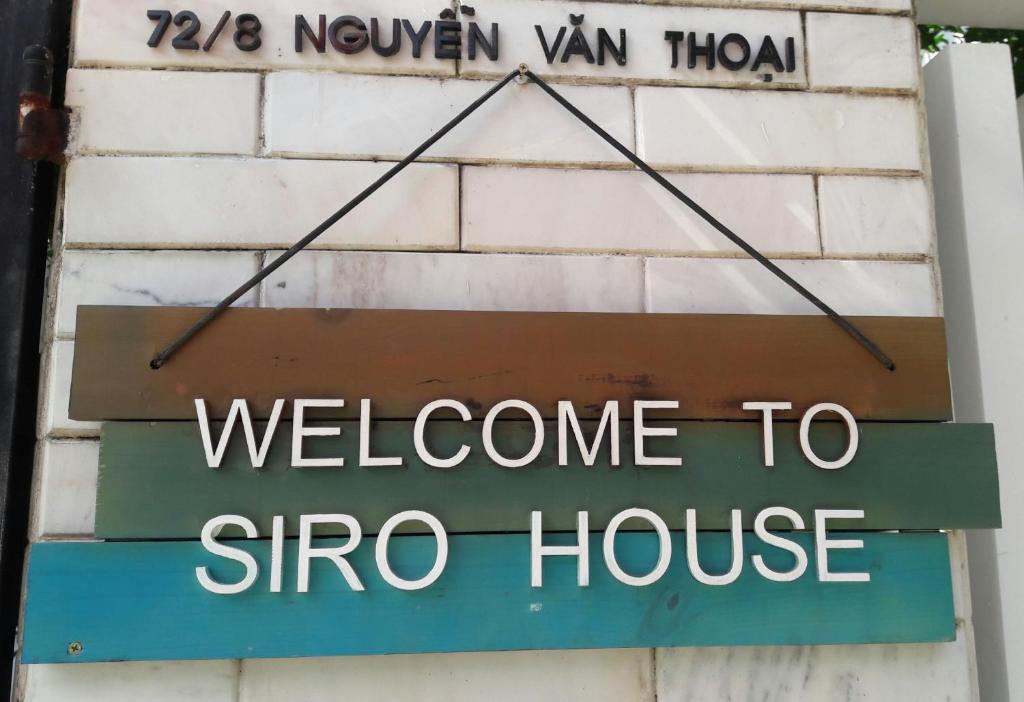 72/8 NGUYỄN VĂN THOẠI
WELCOME TO
SIRO HOUSE